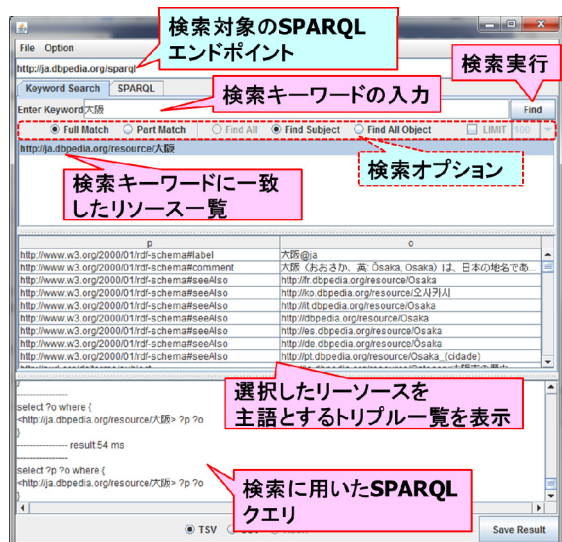 検索対象のSPARQL
エンドポイント
File Option
http://ja.dbpedia.org/sparql
検索実行
Keyword Search SPARQL
検索キーワードの入力
Enter Keyword 大阪 Find
Full Match Part Match Find All Find Subject Find All Object LIMIT 100
http://ja.dbpedia.org/resource/大阪
検索オプション
検索キーワードに一致
したリソース一覧
p o
http://www.w3.org/2000/01/rdf-schema#label 大阪@ja
http://www.w3.org/2000/01/rdf-schema#comment 大阪（おおさか、英: Ōsaka, Osaka）は、日本の地名であ...
http://www.w3.org/2000/01/rdf-schema#seeAlso http://fr.dbpedia.org/resource/Osaka
http://www.w3.org/2000/01/rdf-schema#seeAlso http://ko.dbpedia.org/resource/오사카시
http://www.w3.org/2000/01/rdf-schema#seeAlso http://it.dbpedia.org/resource/Osaka
http://www.w3.org/2000/01/rdf-schema#seeAlso http://dbpedia.org/resource/Osaka
http://www.w3.org/2000/01/rdf-schema#seeAlso http://es.dbpedia.org/resource/Osaka
http://www.w3.org/2000/01/rdf-schema#seeAlso http://de.dbpedia.org/resource/Ōsaka
http://www.w3.org/2000/01/rdf-schema#seeAlso http://pt.dbpedia.org/resource/Osaka_(cidade)
選択したリーソースを
主語とするトリプル一覧を表示
}
----------------
select ?o where {
<http://ja.dbpedia.org/resource/大阪> ?p ?o
}
---------------- result:54 ms
----------------
select ?p ?o where {
<http://ja.dbpedia.org/resource/大阪> ?p ?o
}
検索に用いたSPARQL
クエリ
TSV Save Result